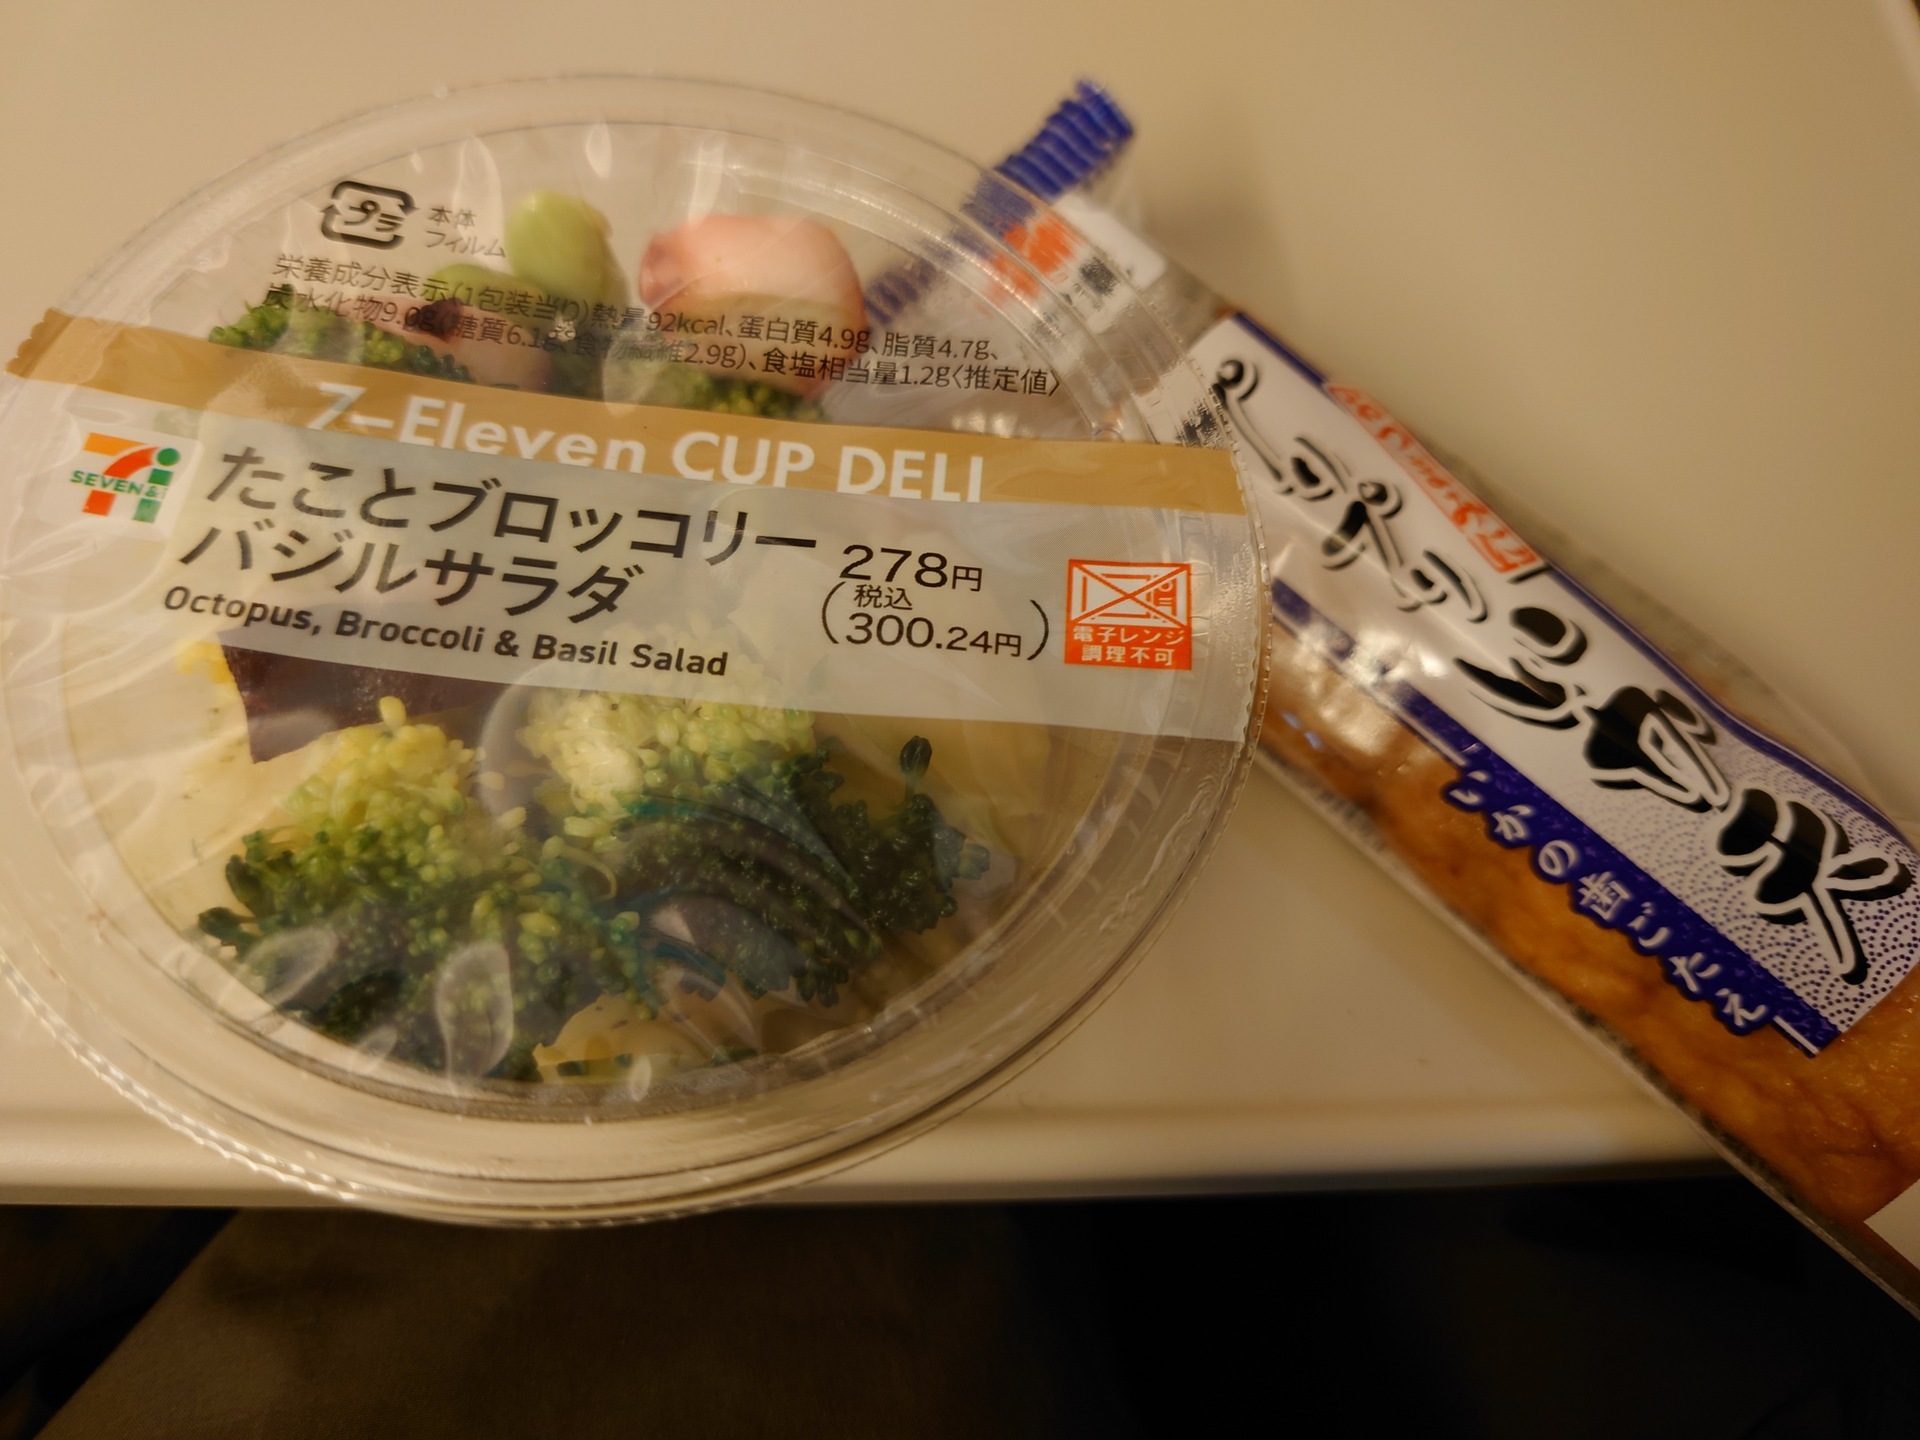 プラ
本体
フィルム
栄養成分表示(1包装当り)熱量92kcal、蛋白質4.9g、脂質4.7g、
炭水化物9.0g(糖質6.1g、食物繊維2.9g)、食塩相当量1.2g〈推定値〉
7-Eleven CUP DELI
SEVEN&i
たことブロッコリー
バジルサラダ
Octopus, Broccoli & Basil Salad
278円
(税込
300.24円)
電子レンジ
調理不可
いかの歯ごたえ